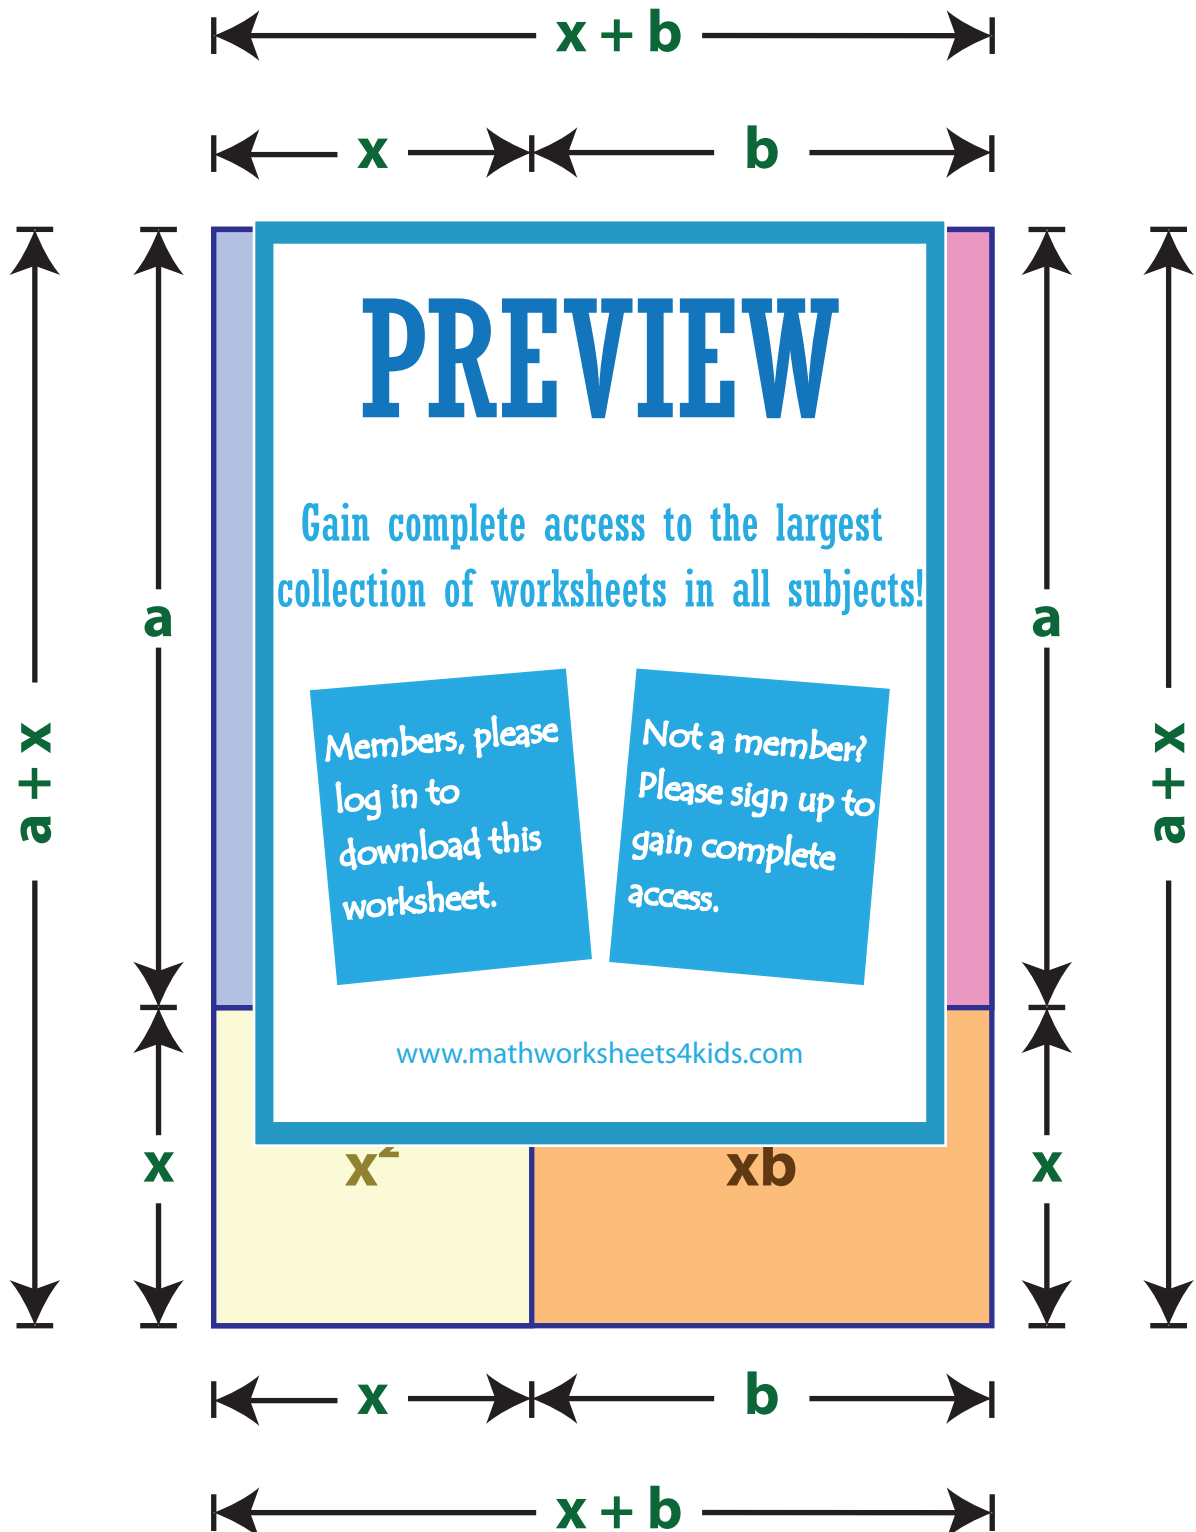 x + b
x b
PREVIEW
Gain complete access to the largest
collection of worksheets in all subjects!
a
a
a + x
a + x
Members, please
log in to
download this
worksheet.
Not a member?
Please sign up to
gain complete
access.
www.mathworksheets4kids.com
x
x² xb
x
x b
x + b